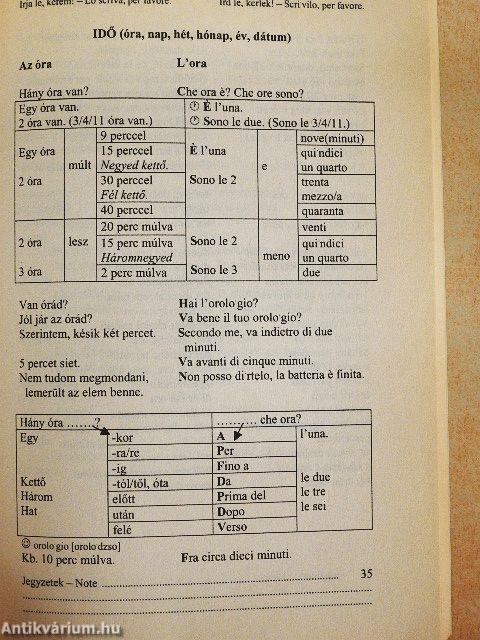 Írja le, kérem! – Lo scriva, per favore.
Írd le, kérlek! – Scrivilo, per favore.
IDŐ (óra, nap, hét, hónap, év, dátum)
Az óra L'ora
Hány óra van? Che ora è? Che ore sono?
Egy óra van. È l'una.
2 óra van. (3/4/11 óra van.) Sono le due. (Sono le 3/4/11.)
Egy óra
2 óra
múlt
9 perccel
15 perccel
Negyed kettő.
30 perccel
Fél kettő.
40 perccel
È l'una
Sono le 2
e
nove(minuti)
quindici
un quarto
trenta
mezzo/a
quaranta
2 óra
3 óra
lesz
20 perc múlva
15 perc múlva
Háromnegyed
2 perc múlva
Sono le 2
Sono le 3
meno
venti
quindici
un quarto
due
Van órád? Hai l'orologio?
Jól jár az órád? Va bene il tuo orologio?
Szerintem, késik két percet. Secondo me, va indietro di due
minuti.
5 percet siet. Va avanti di cinque minuti.
Nem tudom megmondani, Non posso dirtelo, la batteria è finita.
lemerült az elem benne.
Hány óra .......? .......... che ora?
Egy -kor A l'una.
-ra/re Per
-ig Fino a
Kettő -tól/től, óta Da le due
Három előtt Prima del le tre
Hat után Dopo le sei
felé Verso
☺ orologio [orolodzso]
Kb. 10 perc múlva. Fra circa dieci minuti.
35
Jegyzetek – Note
Antikvárium.hu